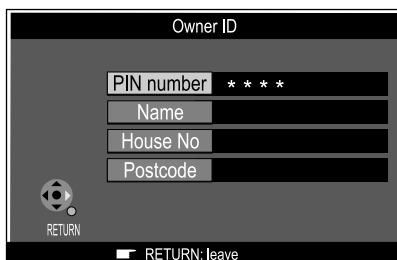 Owner ID
PIN number * * * *
Name
House No
Postcode
RETURN
RETURN: leave